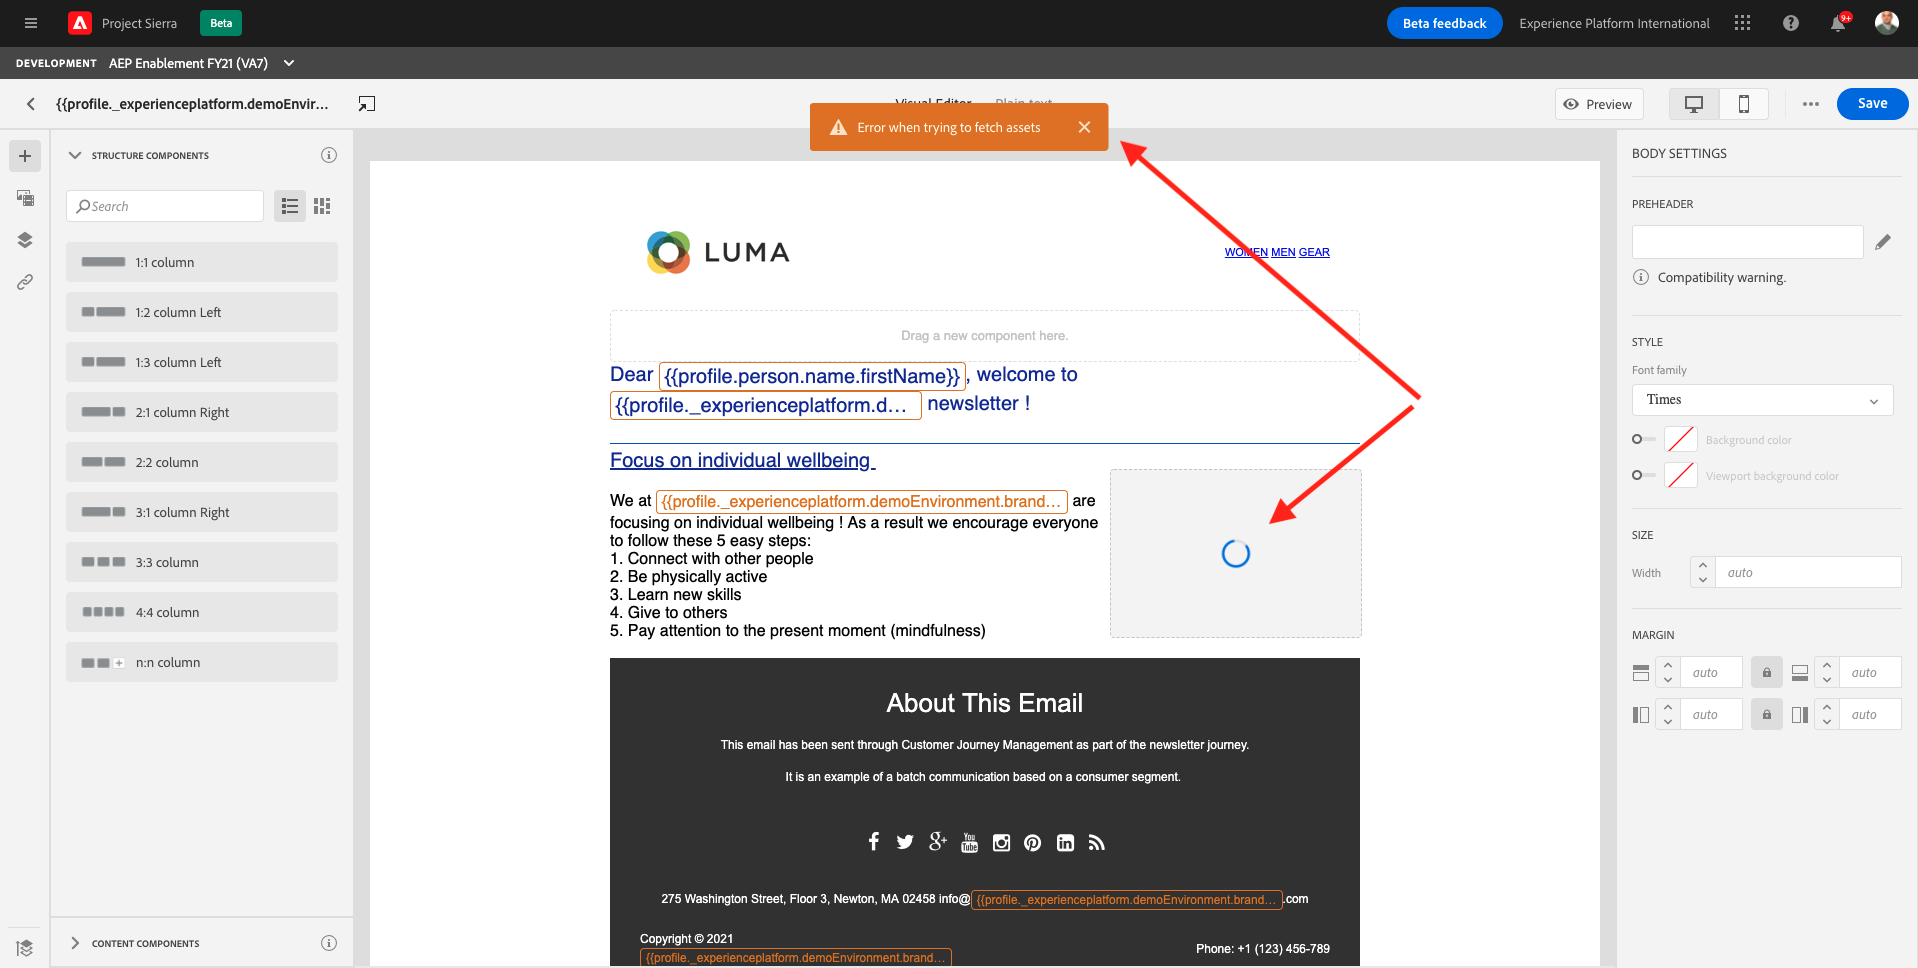 Project Sierra
Beta
Beta feedback
Experience Platform International
9+
DEVELOPMENT AEP Enablement FY21 (VA7)
{{profile._experienceplatform.demoEnvir...
Visual Editor Plain text
Preview
Save
Error when trying to fetch assets
STRUCTURE COMPONENTS
Search
1:1 column
1:2 column Left
1:3 column Left
2:1 column Right
2:2 column
3:1 column Right
3:3 column
4:4 column
n:n column
CONTENT COMPONENTS
LUMA
WOMEN MEN GEAR
Drag a new component here.
Dear {{profile.person.name.firstName}}, welcome to
{{profile._experienceplatform.d... newsletter !
Focus on individual wellbeing
We at {{profile._experienceplatform.demoEnvironment.brand... are
focusing on individual wellbeing ! As a result we encourage everyone
to follow these 5 easy steps:
1. Connect with other people
2. Be physically active
3. Learn new skills
4. Give to others
5. Pay attention to the present moment (mindfulness)
About This Email
This email has been sent through Customer Journey Management as part of the newsletter journey.
It is an example of a batch communication based on a consumer segment.
You Tube
275 Washington Street, Floor 3, Newton, MA 02458 info@{{profile._experienceplatform.demoEnvironment.brand... .com
Copyright © 2021
{{profile._experienceplatform.demoEnvironment.brand...
Phone: +1 (123) 456-789
BODY SETTINGS
PREHEADER
Compatibility warning.
STYLE
Font family
Times
Background color
Viewport background color
SIZE
Width auto
MARGIN
auto auto
auto auto